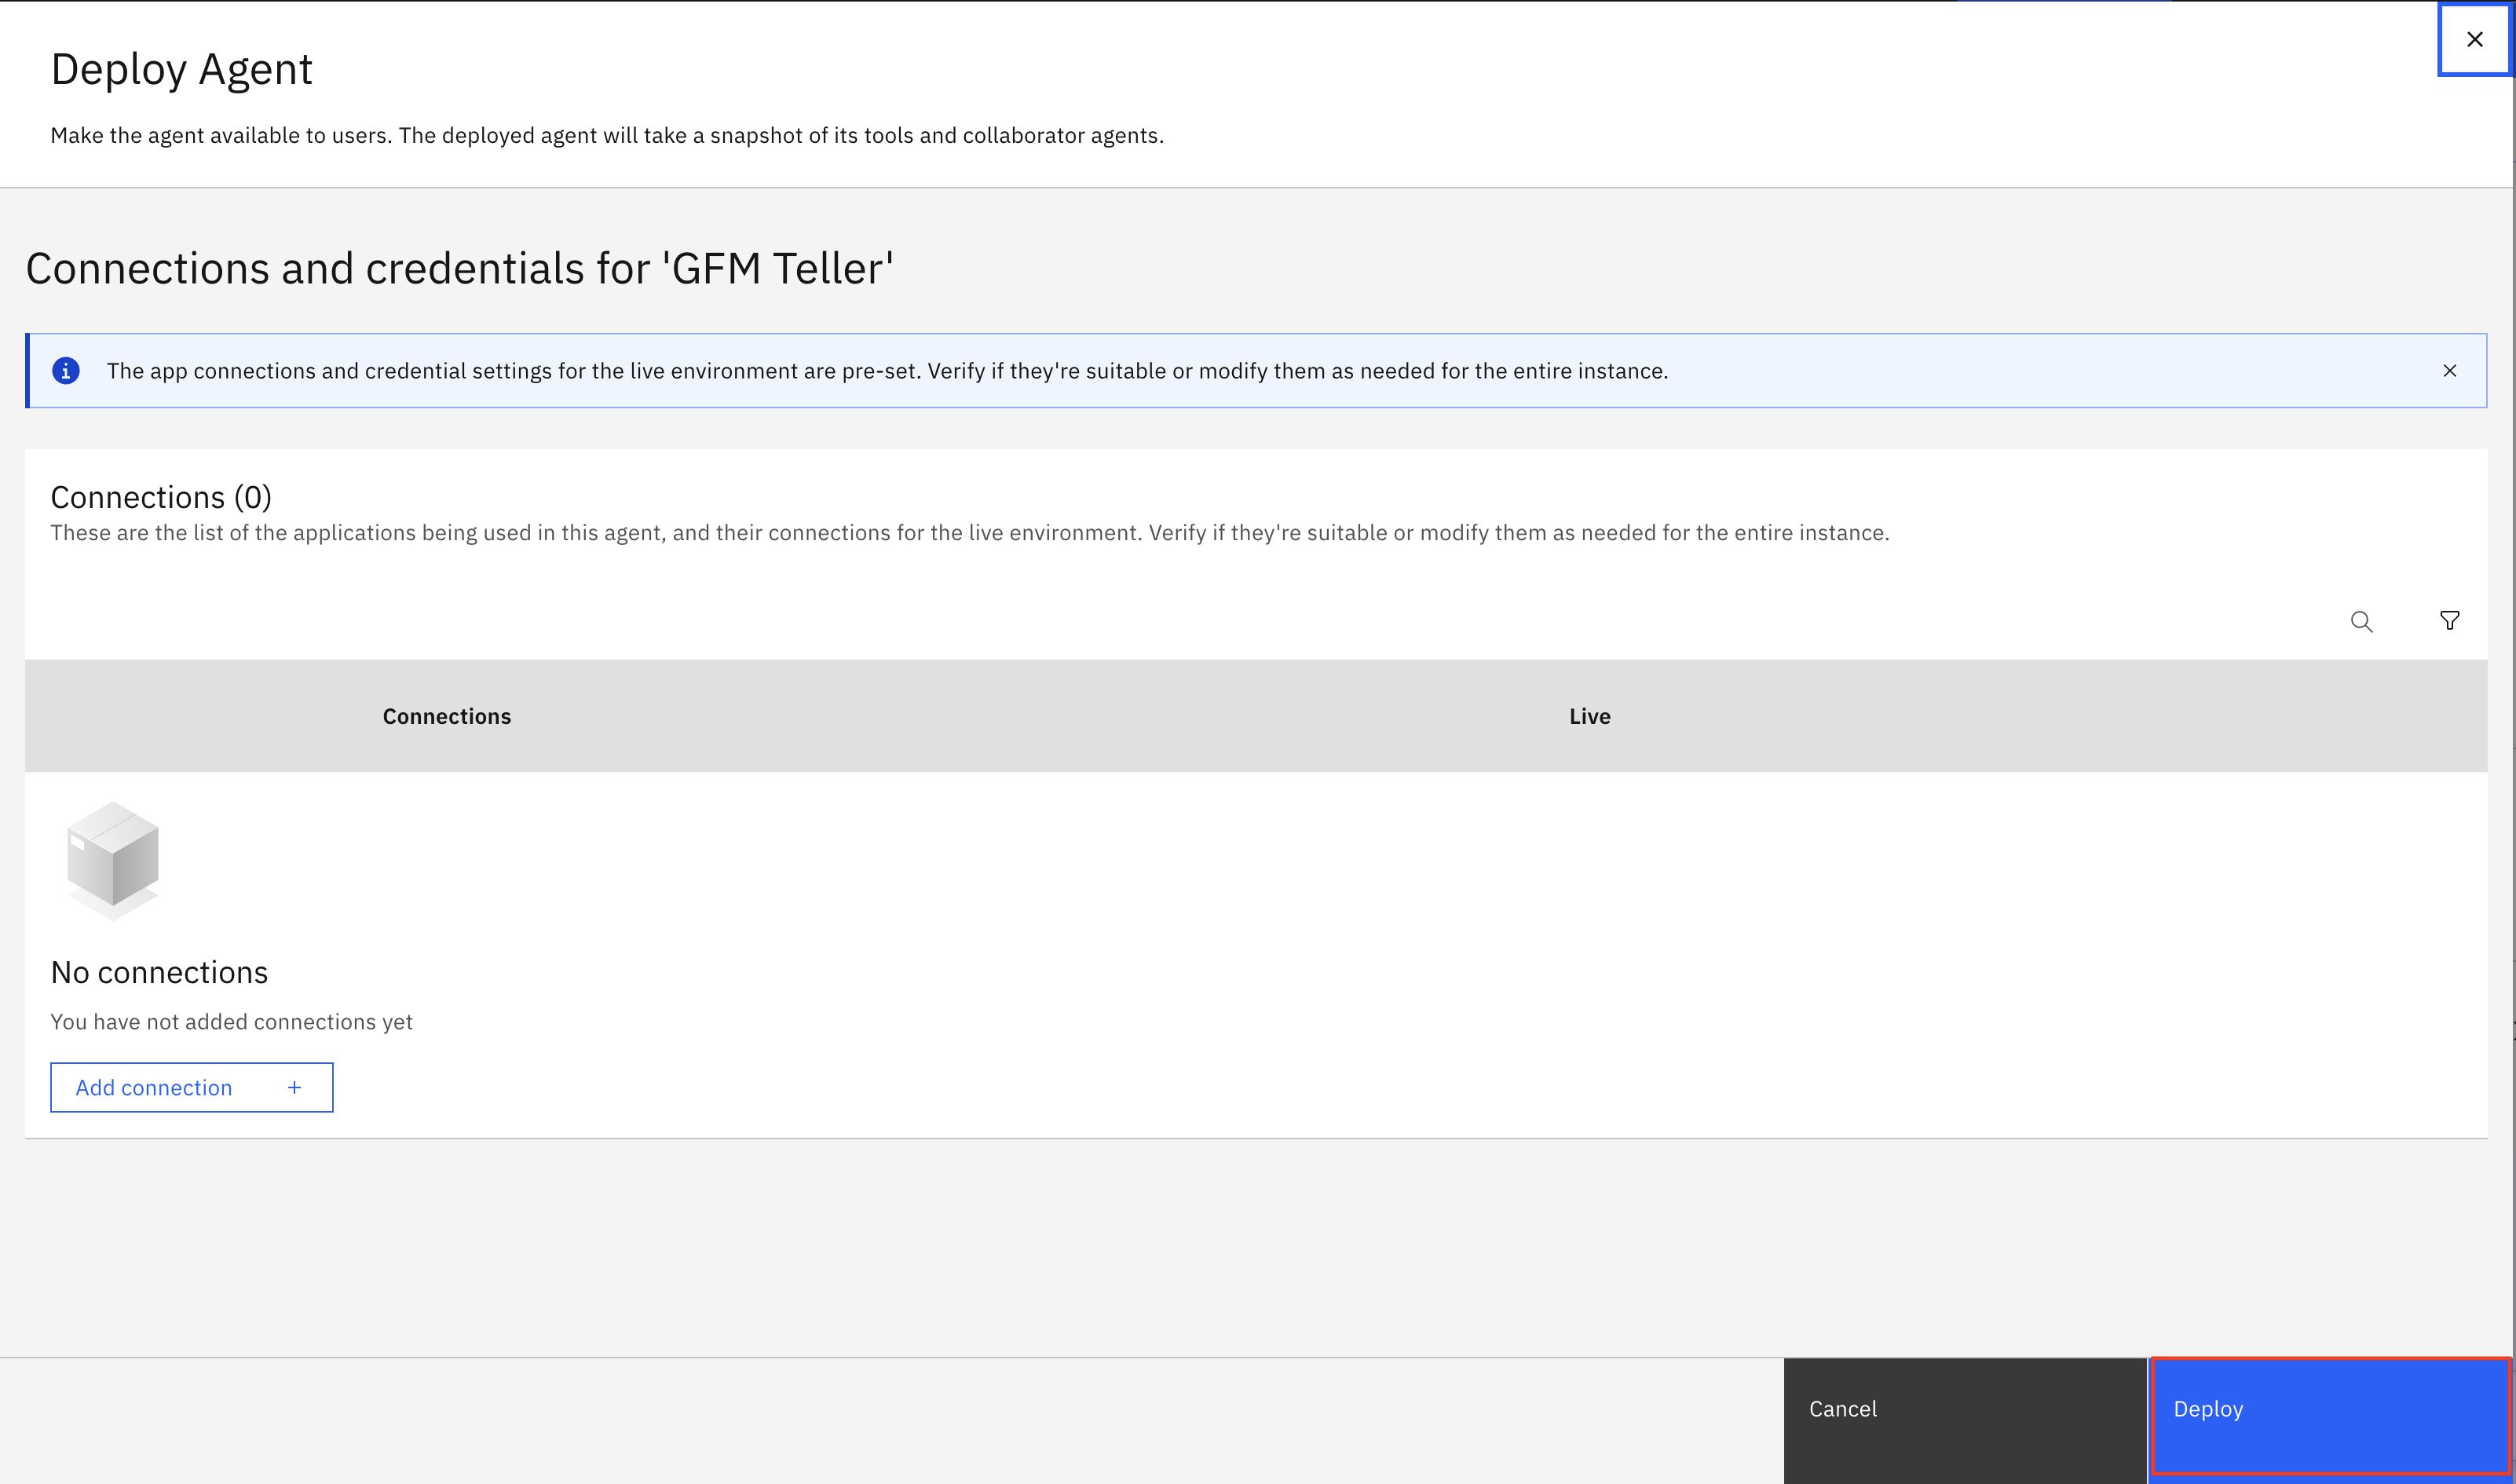 Deploy Agent
Make the agent available to users. The deployed agent will take a snapshot of its tools and collaborator agents.
Connections and credentials for 'GFM Teller'
The app connections and credential settings for the live environment are pre-set. Verify if they're suitable or modify them as needed for the entire instance.
Connections (0)
These are the list of the applications being used in this agent, and their connections for the live environment. Verify if they're suitable or modify them as needed for the entire instance.
Connections Live
No connections
You have not added connections yet
Add connection +
Cancel Deploy